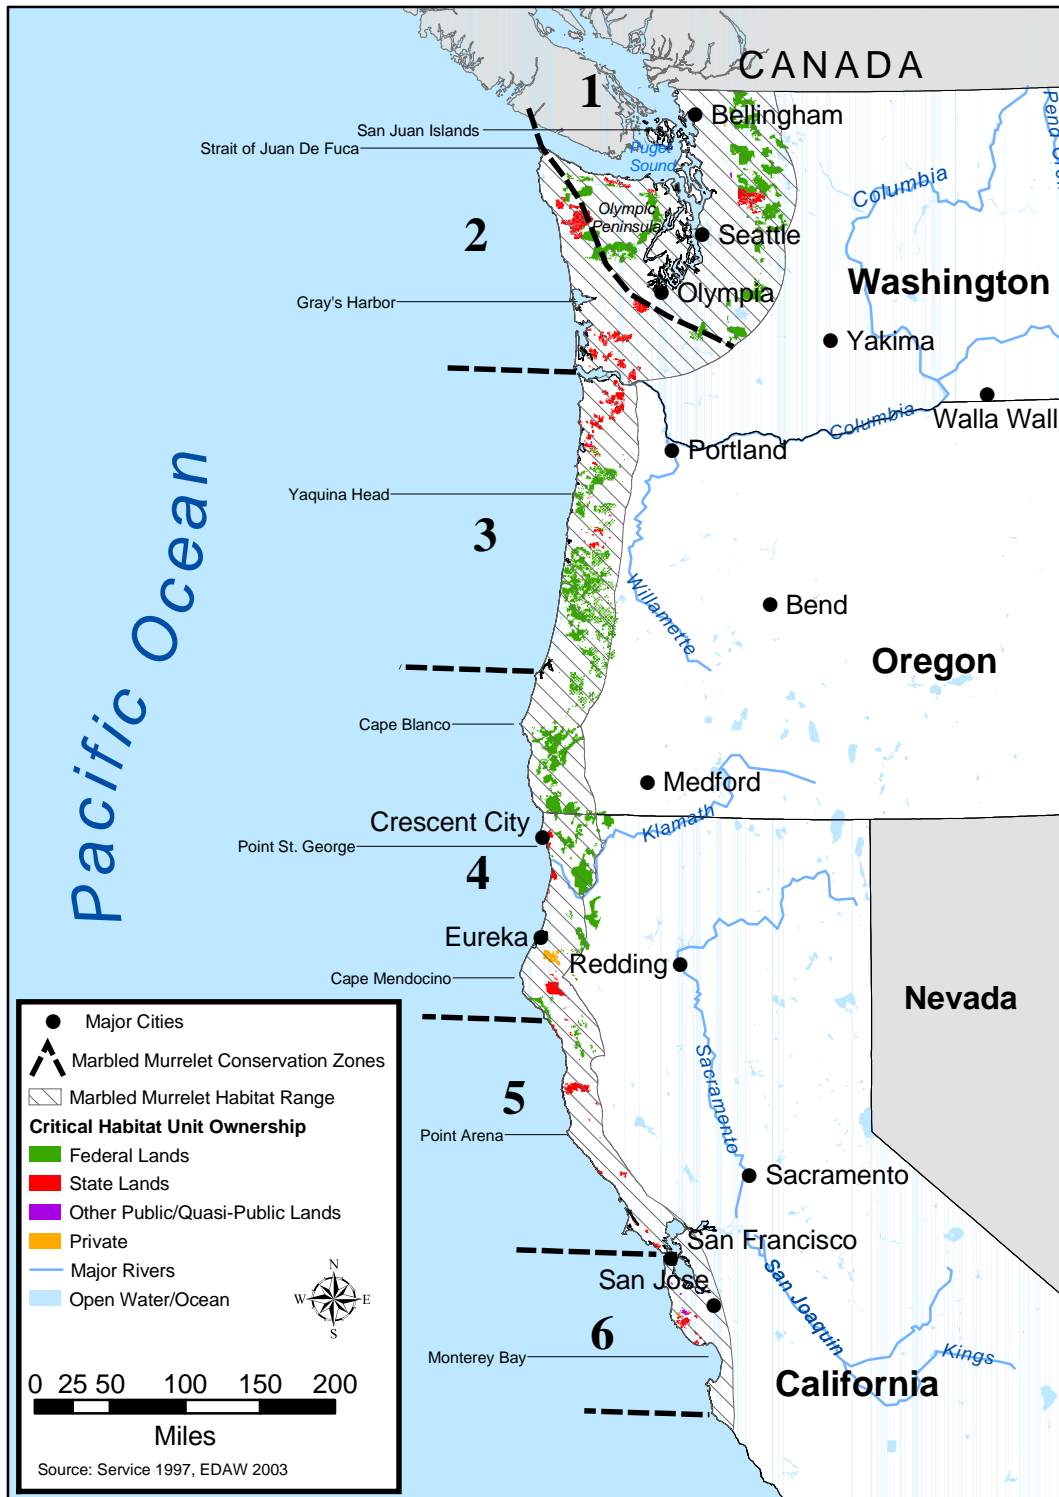 CANADA
1
Bellingham
San Juan Islands
Strait of Juan De Fuca
Puget
Sound
Columbia
2
Olympic
Peninsula
Seattle
Washington
Gray's Harbor
Olympia
Yakima
Columbia
Walla Wall
Portland
Pacific Ocean
Yaquina Head
3
Willamette
Bend
Oregon
Cape Blanco
Medford
Klamath
Crescent City
Point St. George
4
Eureka
Redding
Cape Mendocino
Nevada
Sacramento
5
Point Arena
Sacramento
San Francisco
San Jose
San Joaquin
6
Monterey Bay
Kings
California
Major Cities
Marbled Murrelet Conservation Zones
Marbled Murrelet Habitat Range
Critical Habitat Unit Ownership
Federal Lands
State Lands
Other Public/Quasi-Public Lands
Private
Major Rivers
Open Water/Ocean
N
W E
S
0 25 50 100 150 200
Miles
Source: Service 1997, EDAW 2003